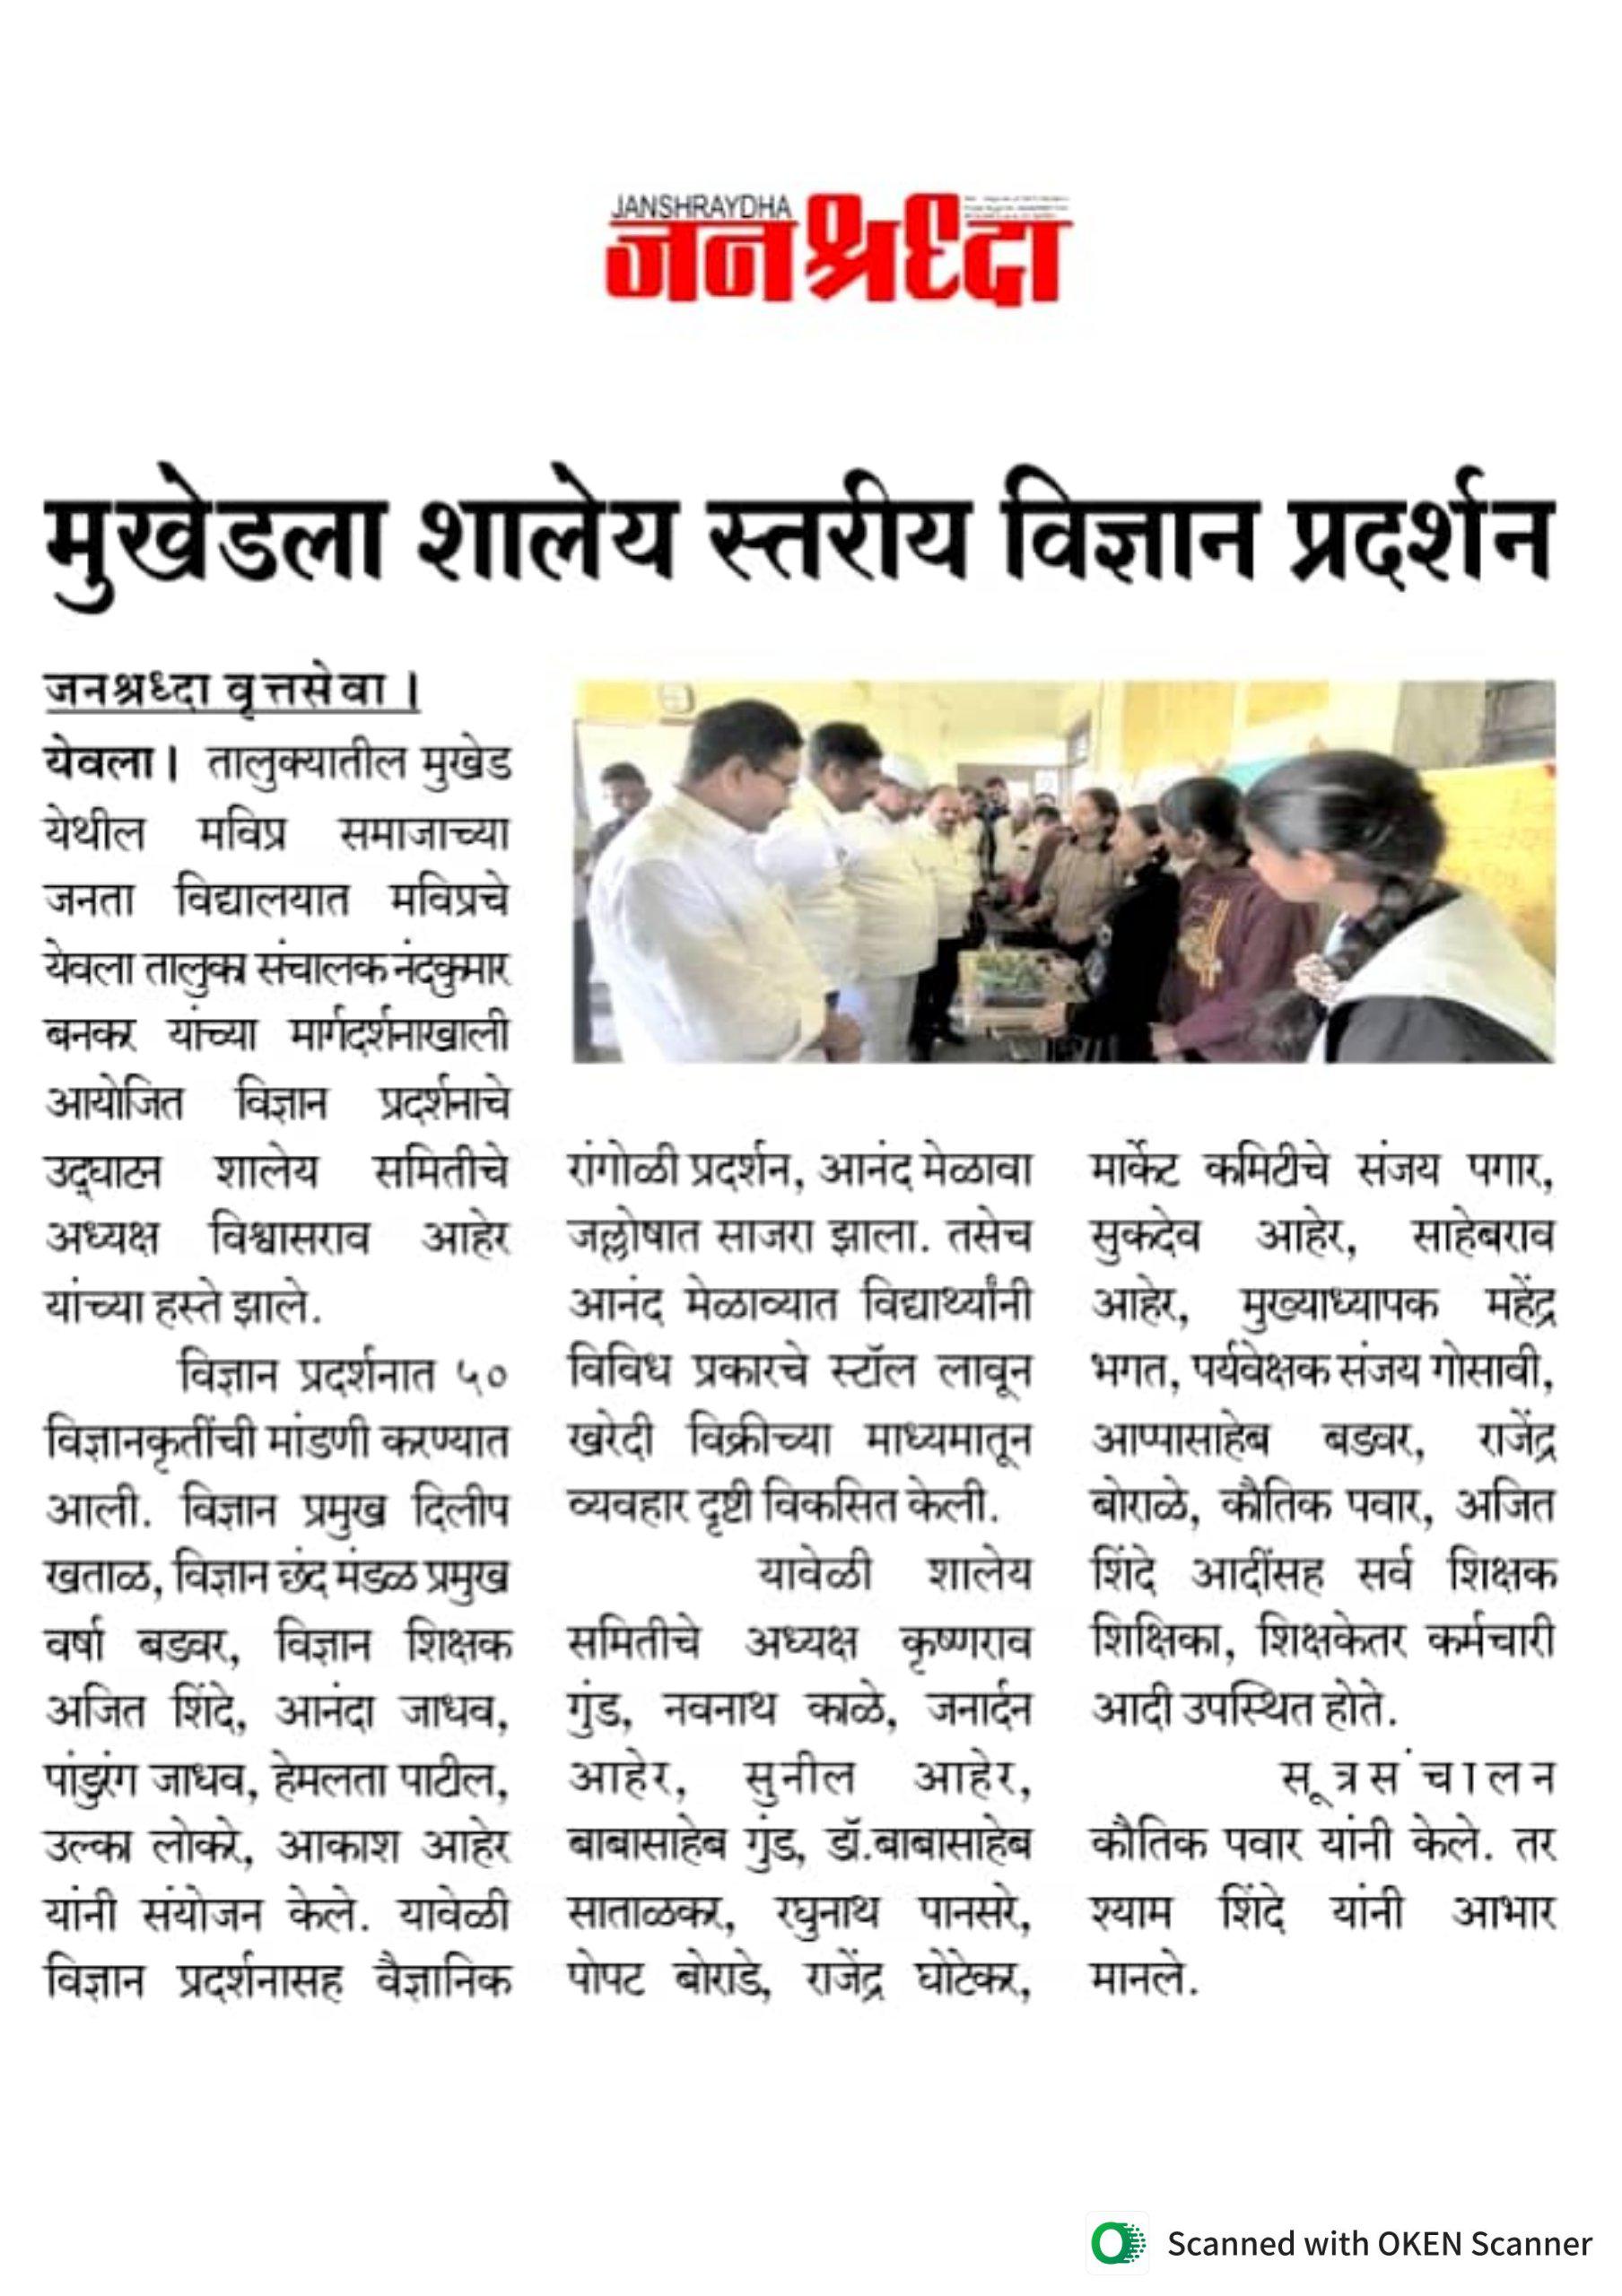 JANSHRAYDHA
जनश्रध्दा
मुखेडला शालेय स्तरीय विज्ञान प्रदर्शन
जनश्रध्दा वृत्तसेवा ।
येवला। तालुक्यातील मुखेड
येथील मविप्र समाजाच्या
जनता विद्यालयात मविप्रचे
येवला तालुका संचालक नंदकुमार
बनकर यांच्या मार्गदर्शनाखाली
आयोजित विज्ञान प्रदर्शनाचे
उद्घाटन शालेय समितीचे
अध्यक्ष विश्वासराव आहेर
यांच्या हस्ते झाले.
विज्ञान प्रदर्शनात ५०
विज्ञानकृतींची मांडणी करण्यात
आली. विज्ञान प्रमुख दिलीप
खताळ, विज्ञान छंद मंडळ प्रमुख
वर्षा बडवर, विज्ञान शिक्षक
अजित शिंदे, आनंदा जाधव,
पांडुरंग जाधव, हेमलता पाटील,
उल्का लोकरे, आकाश आहेर
यांनी संयोजन केले. यावेळी
विज्ञान प्रदर्शनासह वैज्ञानिक
रांगोळी प्रदर्शन, आनंद मेळावा
जल्लोषात साजरा झाला. तसेच
आनंद मेळाव्यात विद्यार्थ्यांनी
विविध प्रकारचे स्टॉल लावून
खरेदी विक्रीच्या माध्यमातून
व्यवहार दृष्टी विकसित केली.
यावेळी शालेय
समितीचे अध्यक्ष कृष्णराव
गुंड, नवनाथ काळे, जनार्दन
आहेर, सुनील आहेर,
बाबासाहेब गुंड, डॉ.बाबासाहेब
साताळकर, रघुनाथ पानसरे,
पोपट बोराडे, राजेंद्र घोटेकर,
मार्केट कमिटीचे संजय पगार,
सुकदेव आहेर, साहेबराव
आहेर, मुख्याध्यापक महेंद्र
भगत, पर्यवेक्षक संजय गोसावी,
आप्पासाहेब बडवर, राजेंद्र
बोराळे, कौतिक पवार, अजित
शिंदे आदींसह सर्व शिक्षक
शिक्षिका, शिक्षकेतर कर्मचारी
आदी उपस्थित होते.
सूत्रसंचालन
कौतिक पवार यांनी केले. तर
श्याम शिंदे यांनी आभार
मानले.
Scanned with OKEN Scanner